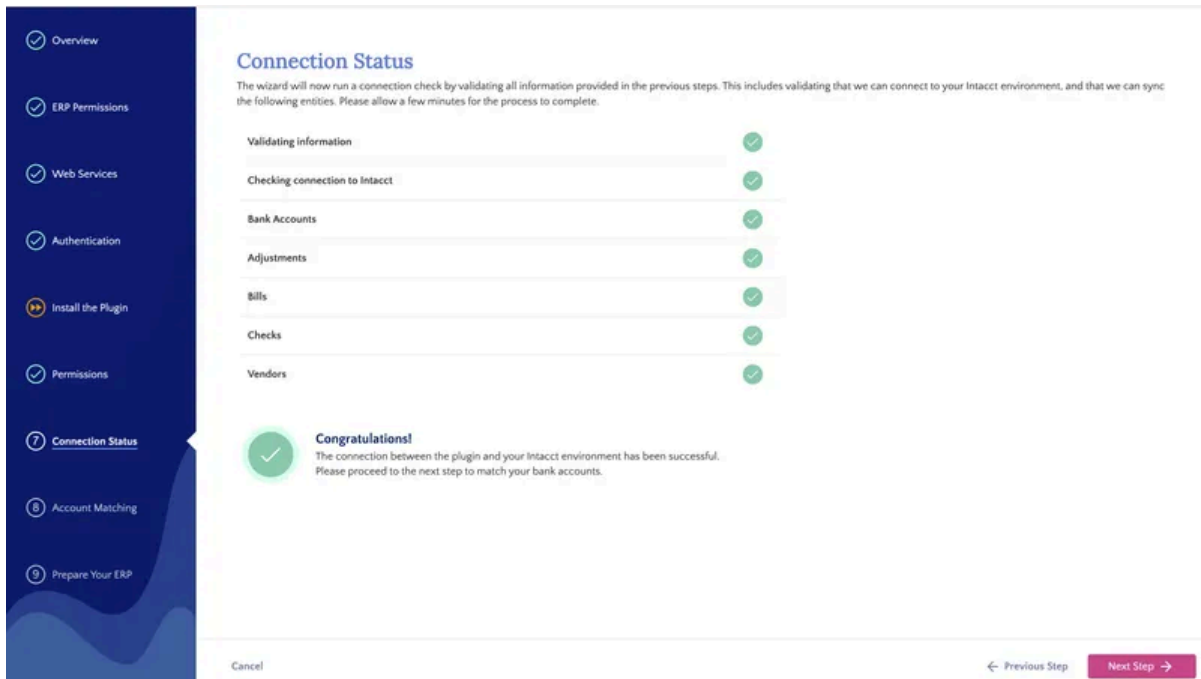 Overview
ERP Permissions
Web Services
Authentication
Install the Plugin
Permissions
7 Connection Status
8 Account Matching
9 Prepare Your ERP
Connection Status
The wizard will now run a connection check by validating all information provided in the previous steps. This includes validating that we can connect to your Intacct environment, and that we can sync
the following entities. Please allow a few minutes for the process to complete.
Validating information
Checking connection to Intacct
Bank Accounts
Adjustments
Bills
Checks
Vendors
Congratulations!
The connection between the plugin and your Intacct environment has been successful.
Please proceed to the next step to match your bank accounts.
Cancel
← Previous Step
Next Step →